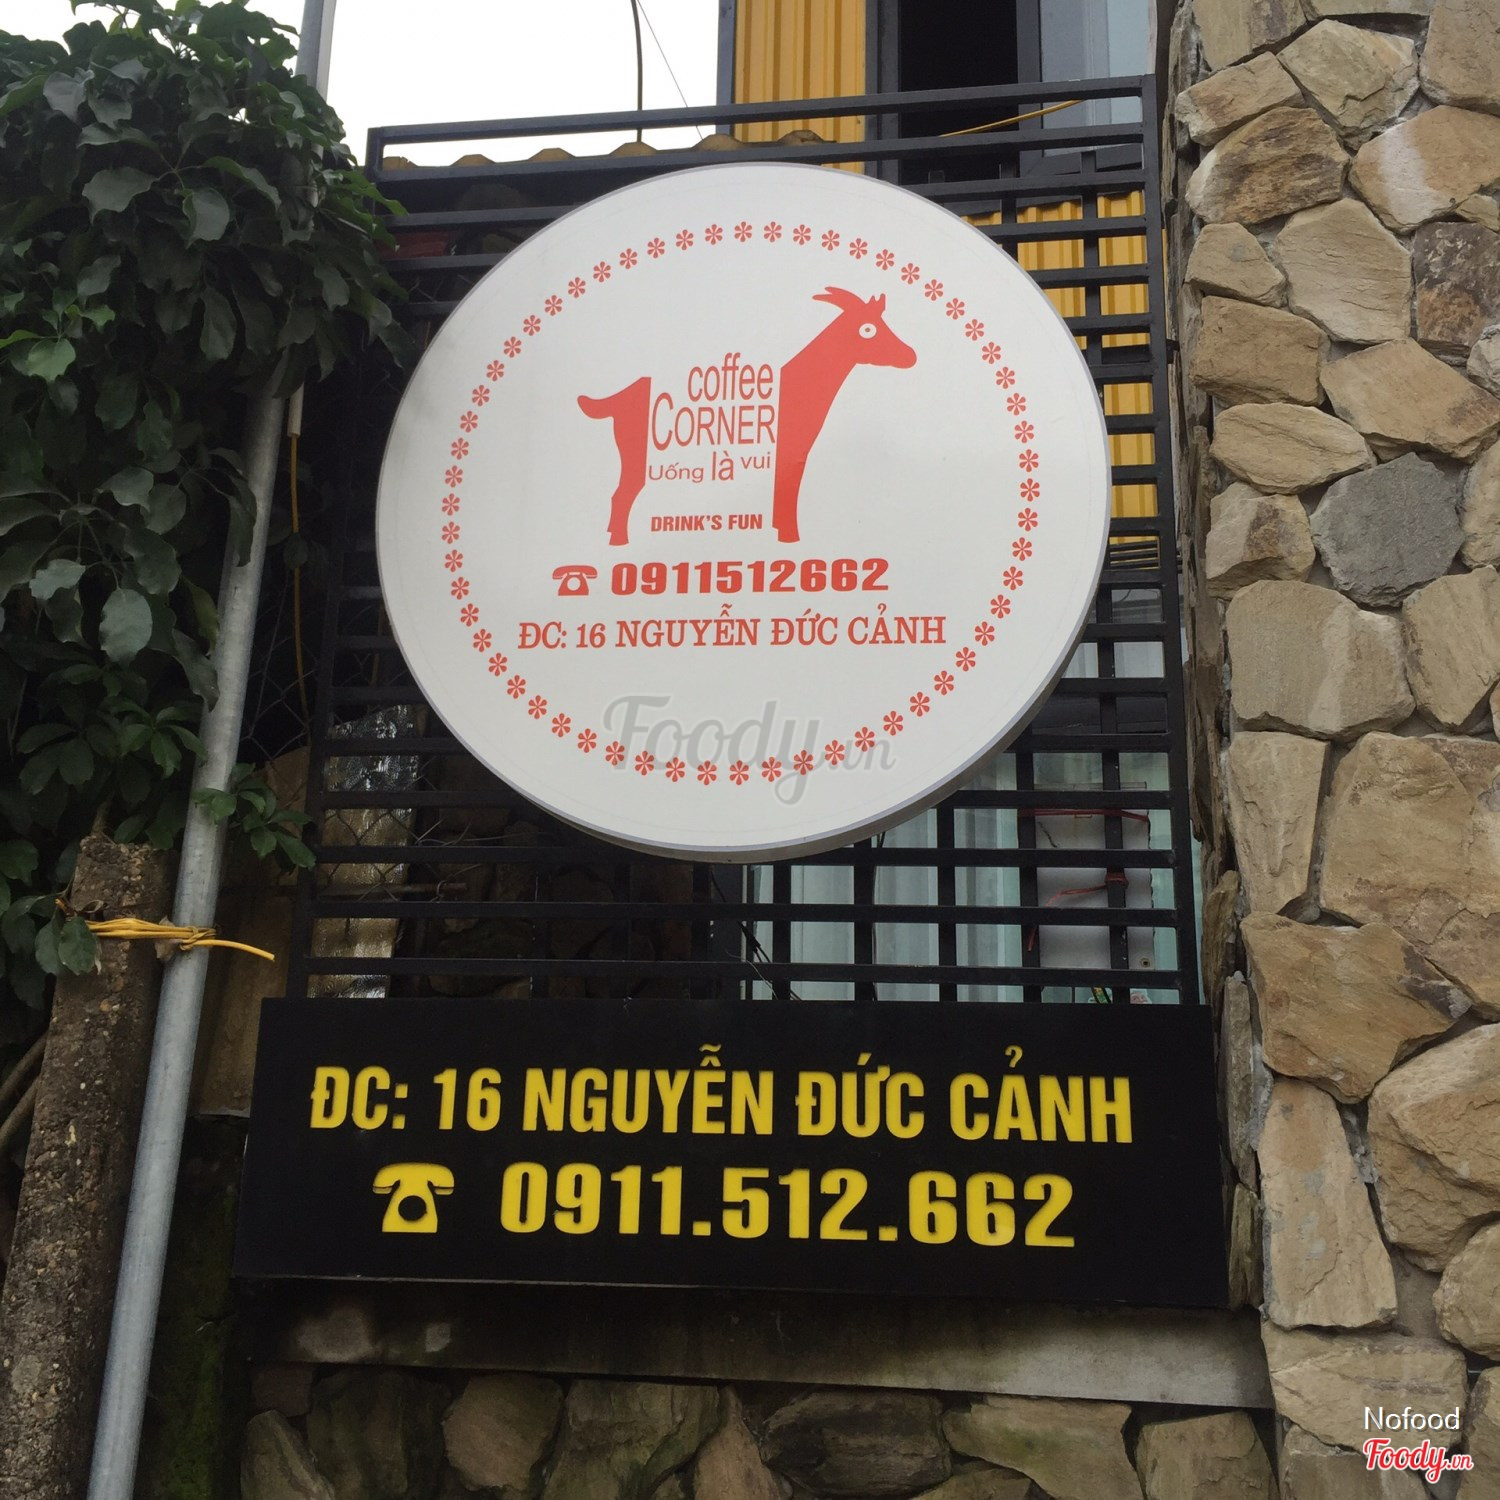 coffee
CORNER
Uống là vui
DRINK'S FUN
0911512662
ĐC: 16 NGUYỄN ĐỨC CẢNH
Foody.vn
ĐC: 16 NGUYỄN ĐỨC CẢNH
0911.512.662
Nofood
Foody.vn